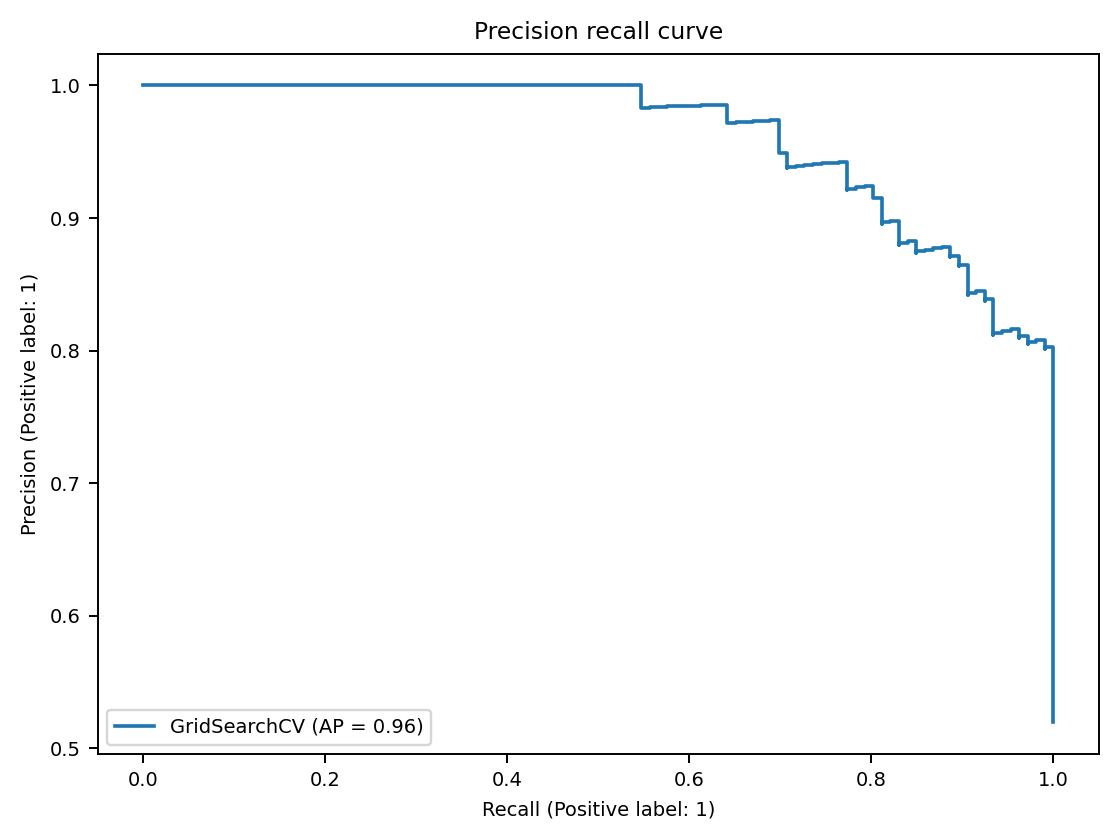 Precision recall curve
1.0
0.9
0.8
0.7
0.6
0.5
Precision (Positive label: 1)
GridSearchCV (AP = 0.96)
0.0 0.2 0.4 0.6 0.8 1.0
Recall (Positive label: 1)